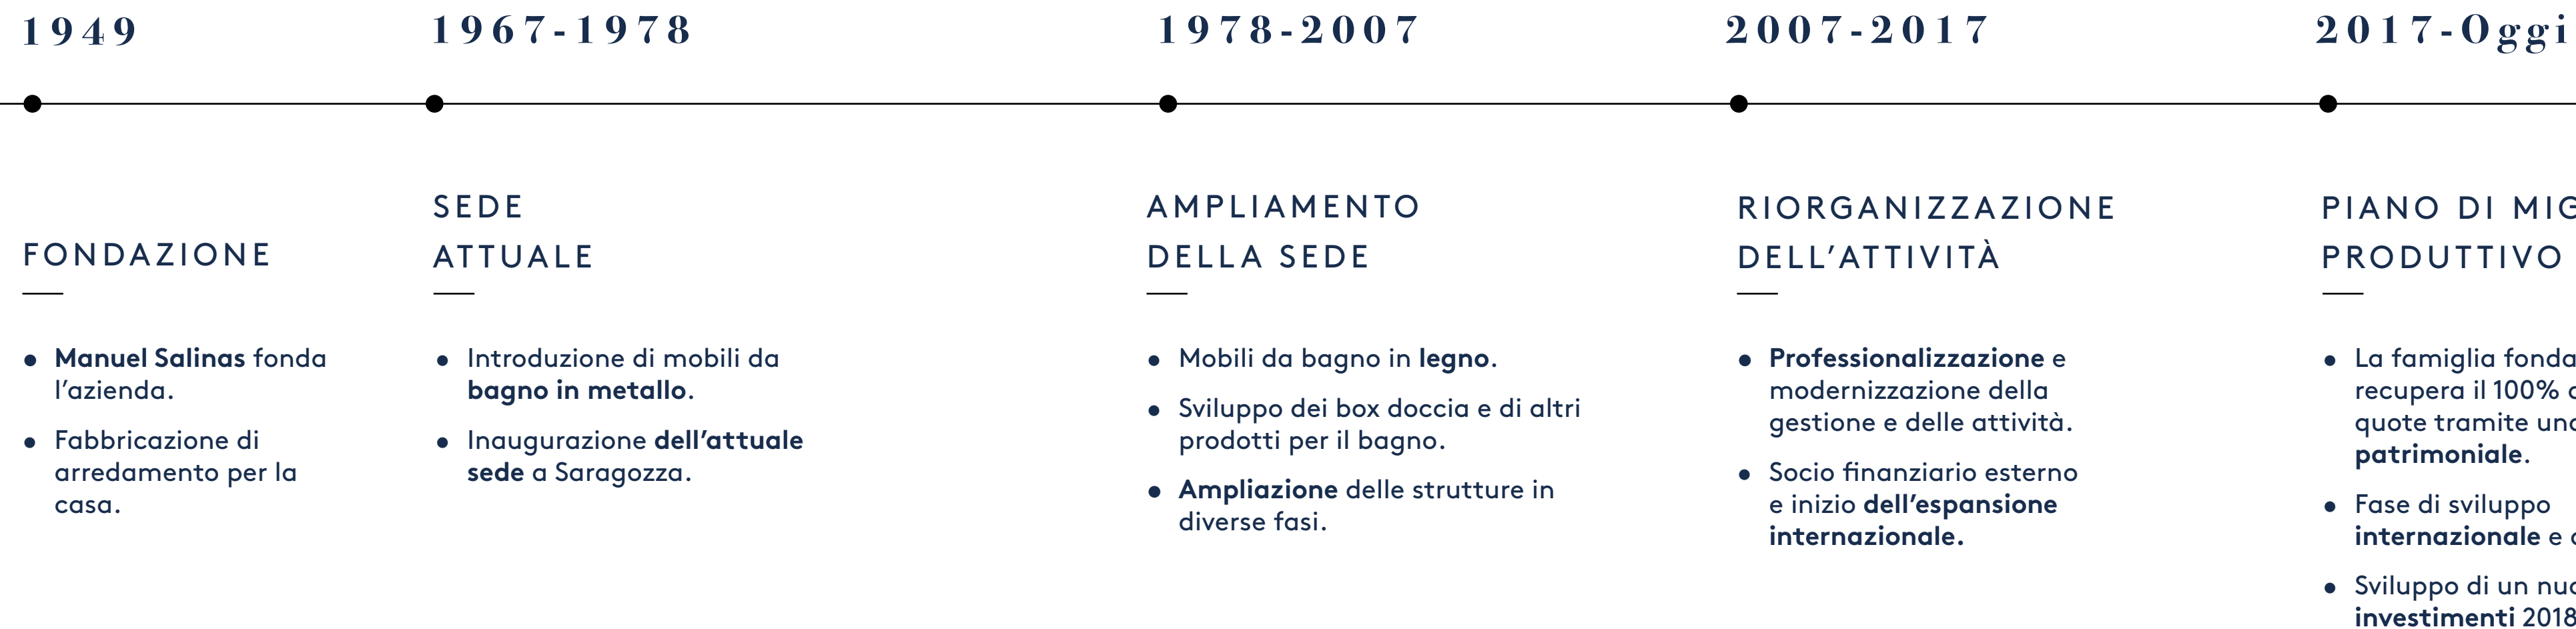 1949
FONDAZIONE
Manuel Salinas fonda
l’azienda.
Fabbricazione di
arredamento per la
casa.
1967-1978
SEDE
ATTUALE
Introduzione di mobili da
bagno in metallo.
Inaugurazione dell’attuale
sede a Saragozza.
1978-2007
AMPLIAMENTO
DELLA SEDE
Mobili da bagno in legno.
Sviluppo dei box doccia e di altri
prodotti per il bagno.
Ampliazione delle strutture in
diverse fasi.
2007-2017
RIORGANIZZAZIONE
DELL’ATTIVITÀ
Professionalizzazione e
modernizzazione della
gestione e delle attività.
Socio finanziario esterno
e inizio dell’espansione
internazionale.
2017-Oggi
PIANO DI
PRODUTTIVO
La famiglia
recupera il 100%
quote tramite
patrimoniale.
Fase di sviluppo
internazionale e
Sviluppo di un
investimenti 2018